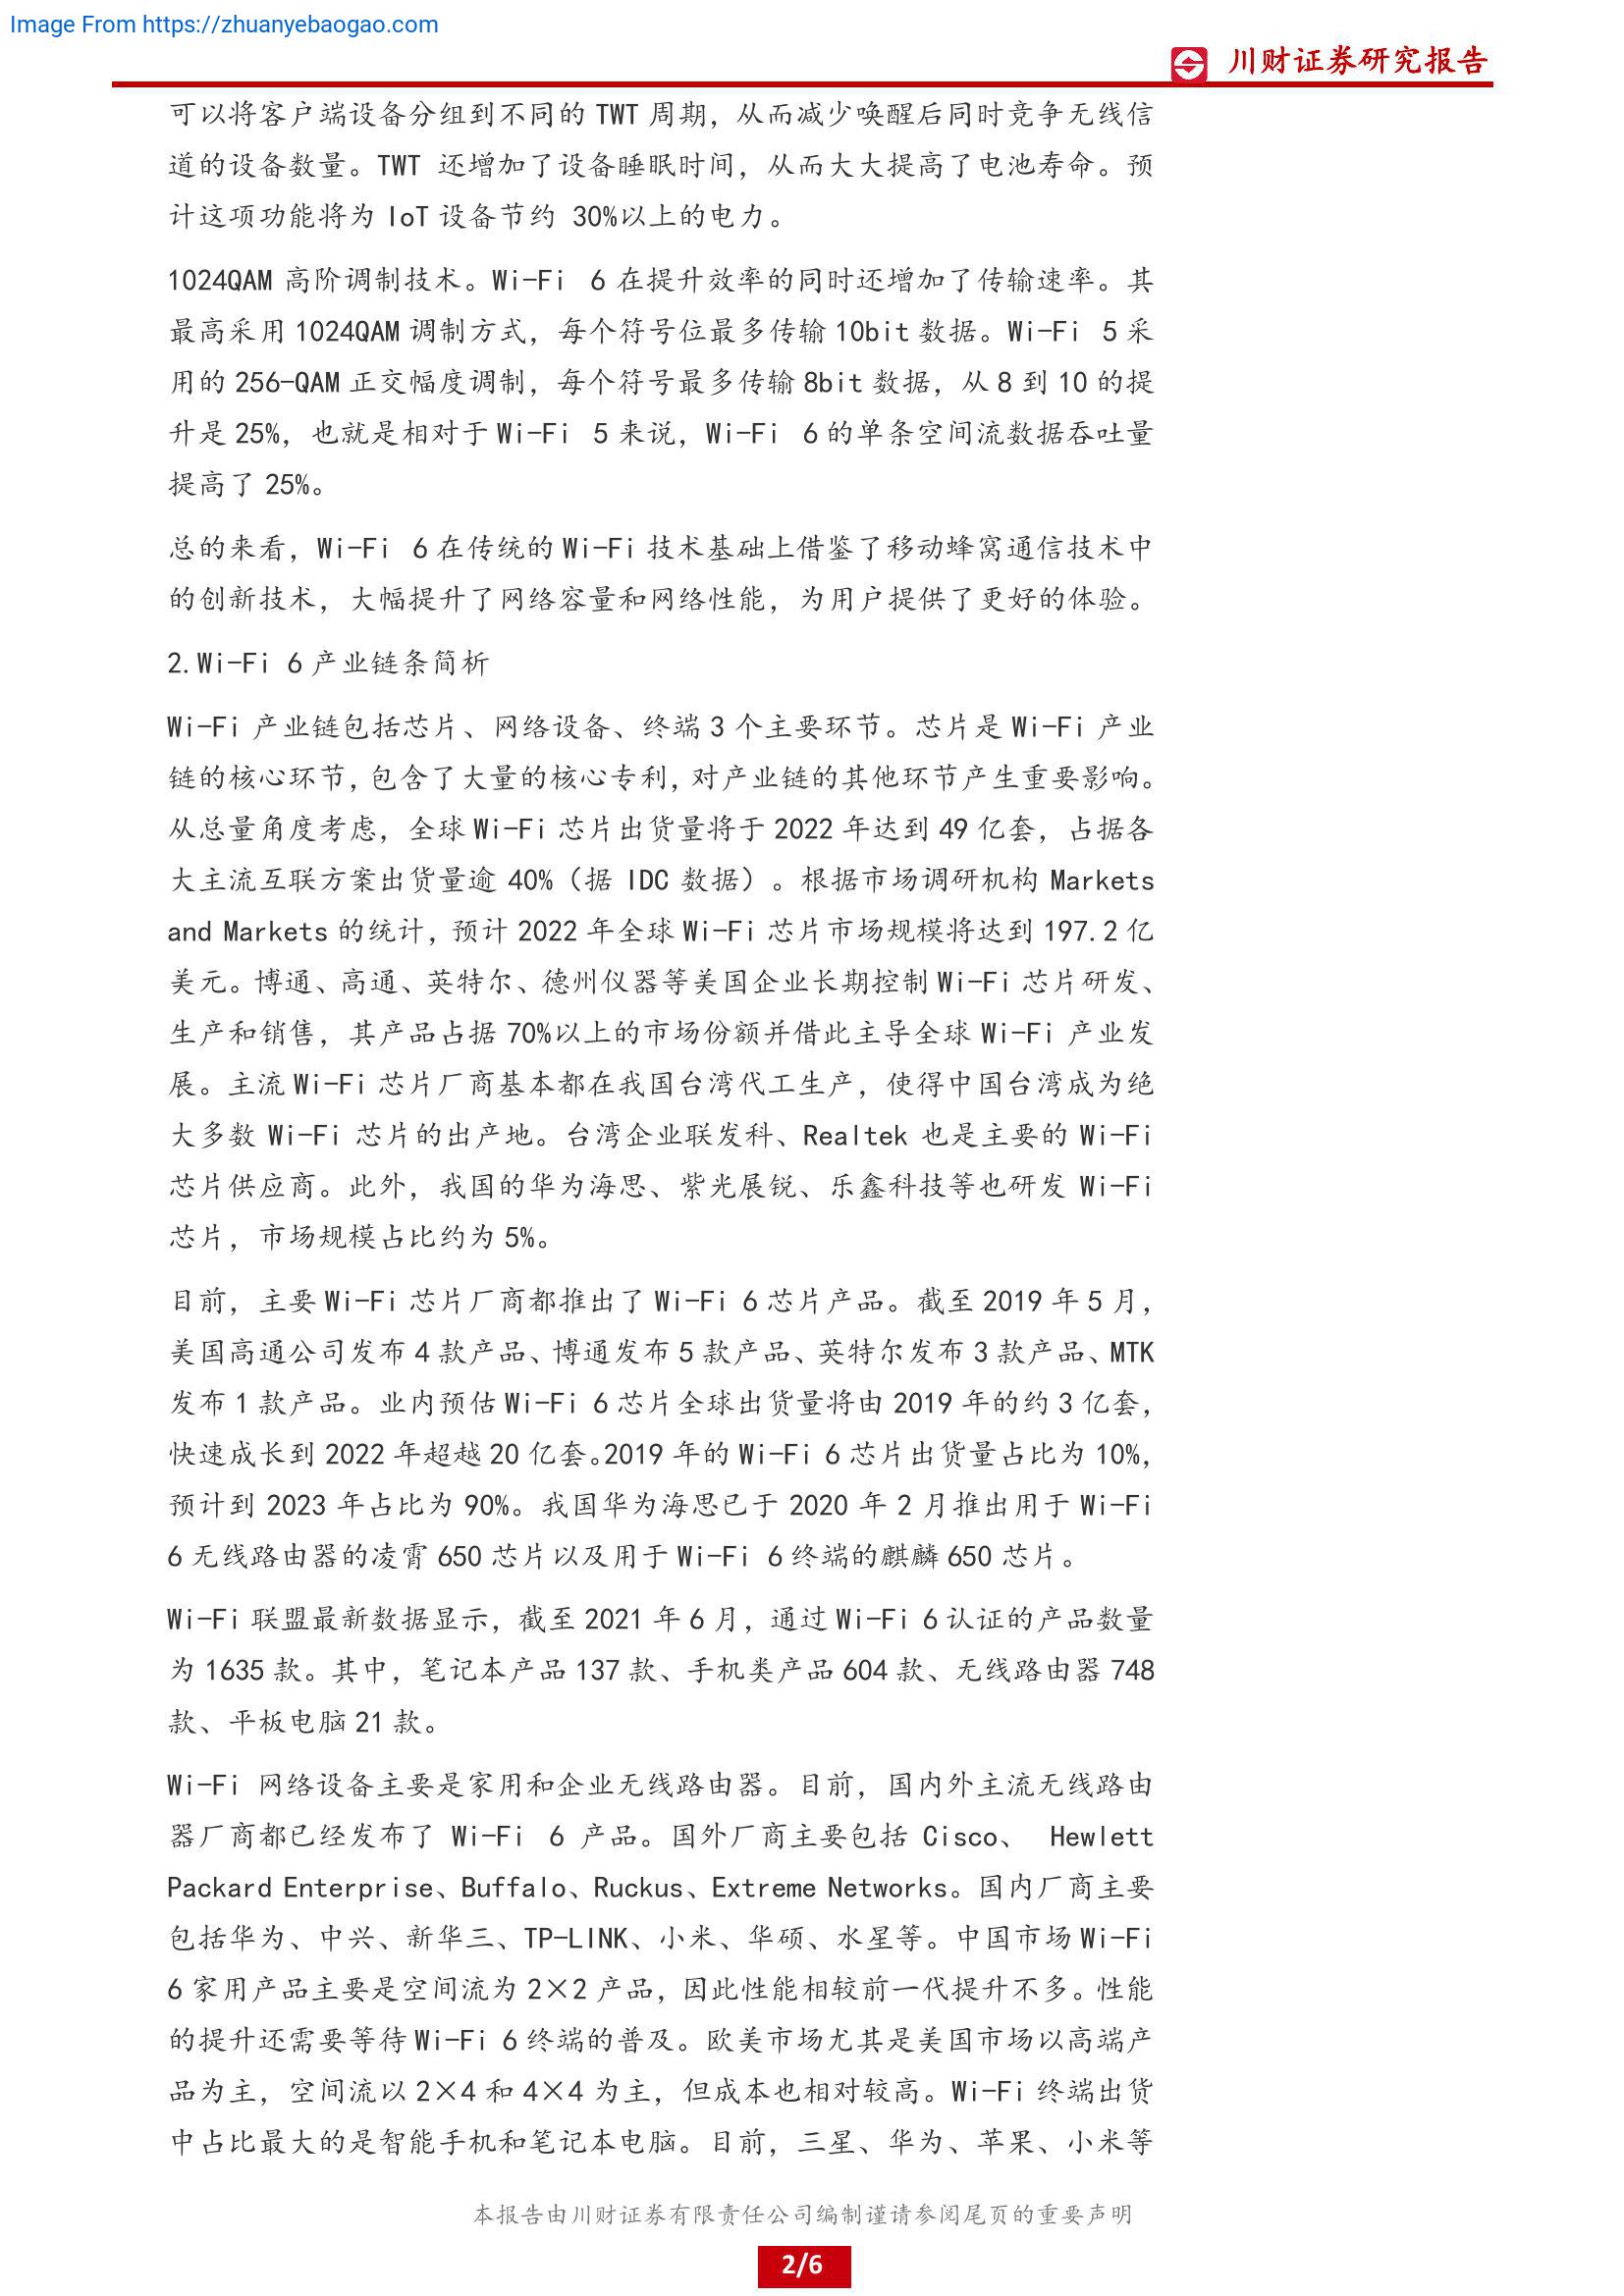 Image From https://zhuanyebaogao.com
川财证券研究报告
可以将客户端设备分组到不同的 TWT 周期，从而减少唤醒后同时竞争无线信
道的设备数量。TWT 还增加了设备睡眠时间，从而大大提高了电池寿命。预
计这项功能将为 IoT 设备节约 30%以上的电力。
1024QAM 高阶调制技术。Wi-Fi 6 在提升效率的同时还增加了传输速率。其
最高采用 1024QAM 调制方式，每个符号位最多传输 10bit 数据。Wi-Fi 5 采
用的 256-QAM 正交幅度调制，每个符号最多传输 8bit 数据，从 8 到 10 的提
升是 25%，也就是相对于 Wi-Fi 5 来说，Wi-Fi 6 的单条空间流数据吞吐量
提高了 25%。
总的来看，Wi-Fi 6 在传统的 Wi-Fi 技术基础上借鉴了移动蜂窝通信技术中
的创新技术，大幅提升了网络容量和网络性能，为用户提供了更好的体验。
2.Wi-Fi 6 产业链条简析
Wi-Fi 产业链包括芯片、网络设备、终端 3 个主要环节。芯片是 Wi-Fi 产业
链的核心环节，包含了大量的核心专利，对产业链的其他环节产生重要影响。
从总量角度考虑，全球 Wi-Fi 芯片出货量将于 2022 年达到 49 亿套，占据各
大主流互联方案出货量逾 40%（据 IDC 数据）。根据市场调研机构 Markets
and Markets 的统计，预计 2022 年全球 Wi-Fi 芯片市场规模将达到 197.2 亿
美元。博通、高通、英特尔、德州仪器等美国企业长期控制 Wi-Fi 芯片研发、
生产和销售，其产品占据 70%以上的市场份额并借此主导全球 Wi-Fi 产业发
展。主流 Wi-Fi 芯片厂商基本都在我国台湾代工生产，使得中国台湾成为绝
大多数 Wi-Fi 芯片的出产地。台湾企业联发科、Realtek 也是主要的 Wi-Fi
芯片供应商。此外，我国的华为海思、紫光展锐、乐鑫科技等也研发 Wi-Fi
芯片，市场规模占比约为 5%。
目前，主要 Wi-Fi 芯片厂商都推出了 Wi-Fi 6 芯片产品。截至 2019 年 5 月，
美国高通公司发布 4 款产品、博通发布 5 款产品、英特尔发布 3 款产品、MTK
发布 1 款产品。业内预估 Wi-Fi 6 芯片全球出货量将由 2019 年的约 3 亿套，
快速成长到 2022 年超越 20 亿套。2019 年的 Wi-Fi 6 芯片出货量占比为 10%，
预计到 2023 年占比为 90%。我国华为海思已于 2020 年 2 月推出用于 Wi-Fi
6 无线路由器的凌霄 650 芯片以及用于 Wi-Fi 6 终端的麒麟 650 芯片。
Wi-Fi 联盟最新数据显示，截至 2021 年 6 月，通过 Wi-Fi 6 认证的产品数量
为 1635 款。其中，笔记本产品 137 款、手机类产品 604 款、无线路由器 748
款、平板电脑 21 款。
Wi-Fi 网络设备主要是家用和企业无线路由器。目前，国内外主流无线路由
器厂商都已经发布了 Wi-Fi 6 产品。国外厂商主要包括 Cisco、 Hewlett
Packard Enterprise、Buffalo、Ruckus、Extreme Networks。国内厂商主要
包括华为、中兴、新华三、TP-LINK、小米、华硕、水星等。中国市场 Wi-Fi
6 家用产品主要是空间流为 2×2 产品，因此性能相较前一代提升不多。性能
的提升还需要等待 Wi-Fi 6 终端的普及。欧美市场尤其是美国市场以高端产
品为主，空间流以 2×4 和 4×4 为主，但成本也相对较高。Wi-Fi 终端出货
中占比最大的是智能手机和笔记本电脑。目前，三星、华为、苹果、小米等
本报告由川财证券有限责任公司编制谨请参阅尾页的重要声明
2/6